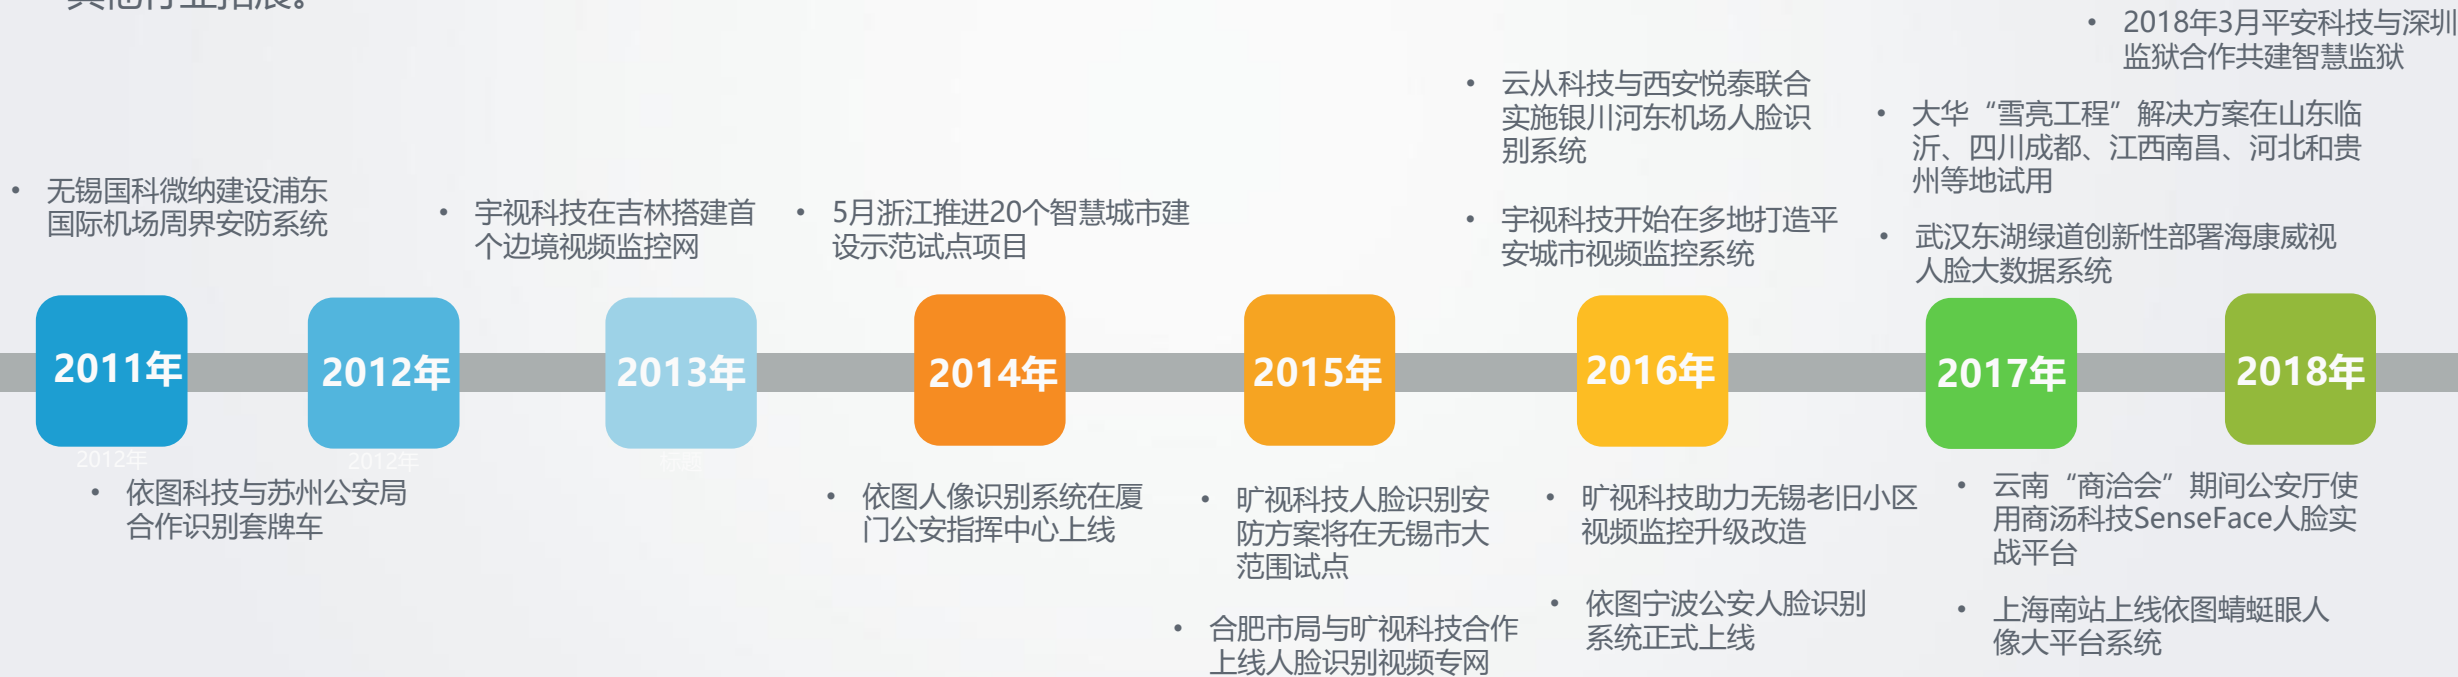 其他行业拓展。
• 2018年3月平安科技与深圳
监狱合作共建智慧监狱
• 云从科技与西安悦泰联合
实施银川河东机场人脸识
别系统
• 大华“雪亮工程”解决方案在山东临
沂、四川成都、江西南昌、河北和贵
州等地试用
• 无锡国科微纳建设浦东
国际机场周界安防系统
• 宇视科技在吉林搭建首
个边境视频监控网
• 5月浙江推进20个智慧城市建
设示范试点项目
• 宇视科技开始在多地打造平
安城市视频监控系统
• 武汉东湖绿道创新性部署海康威视
人脸大数据系统
2011年
2012年
2013年
2014年
2015年
2016年
2017年
2018年
2012年
2012年
标题
• 依图科技与苏州公安局
合作识别套牌车
• 依图人像识别系统在厦
门公安指挥中心上线
• 旷视科技人脸识别安
防方案将在无锡市大
范围试点
• 旷视科技助力无锡老旧小区
视频监控升级改造
• 云南“商洽会”期间公安厅使
用商汤科技SenseFace人脸实
战平台
• 合肥市局与旷视科技合作
上线人脸识别视频专网
• 依图宁波公安人脸识别
系统正式上线
• 上海南站上线依图蜻蜓眼人
像大平台系统